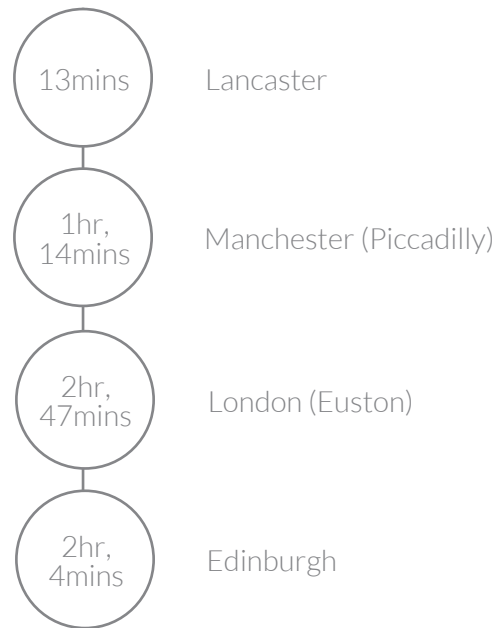 13mins
Lancaster
1hr,
14mins
Manchester (Piccadilly)
2hr,
47mins
London (Euston)
2hr,
4mins
Edinburgh